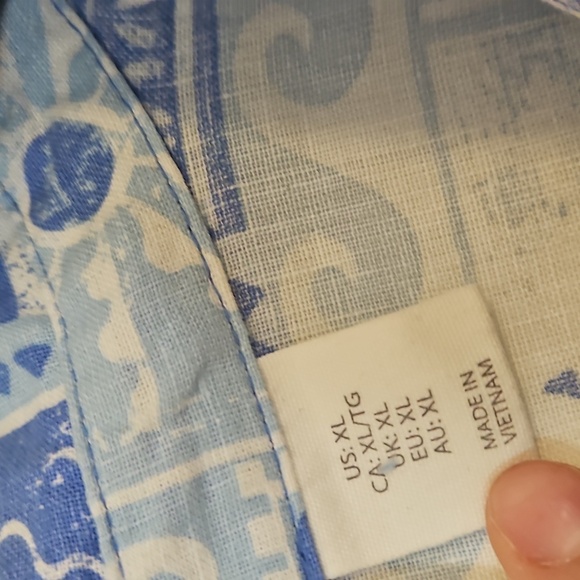 US: XL
CA: XL/TG
UK: XL
EU: XL
AU: XL
MADE IN
VIETNAM